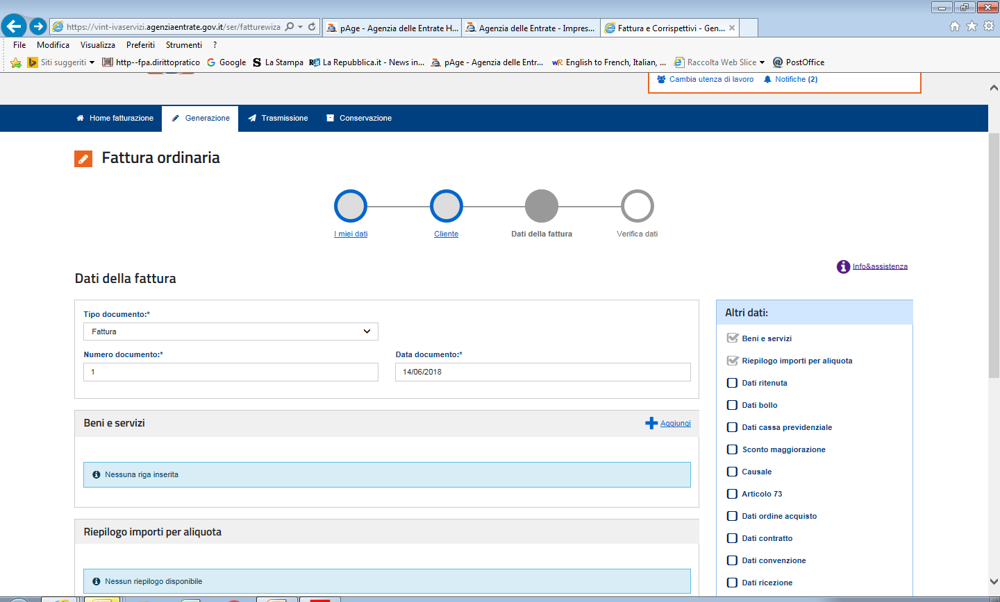 https://vint-ivaservizi.agenziaentrate.gov.it/ser/fatturewiza
pAge - Agenzia delle Entrate H...
Agenzia delle Entrate - Impres...
Fattura e Corrispettivi - Gen...
File Modifica Visualizza Preferiti Strumenti ?
Siti suggeriti
http--fpa.dirittopratico
Google
La Stampa
La Repubblica.it - News in...
pAge - Agenzia delle Entr...
English to French, Italian, ...
Raccolta Web Slice
PostOffice
Cambia utenza di lavoro Notifiche (2)
Home fatturazione Generazione Trasmissione Conservazione
Fattura ordinaria
I miei dati Cliente Dati della fattura Verifica dati
Info&assistenza
Dati della fattura
Tipo documento:*
Fattura
Numero documento:* Data documento:*
1 14/06/2018
Beni e servizi Aggiungi
Nessuna riga inserita
Riepilogo importi per aliquota
Nessun riepilogo disponibile
Altri dati:
Beni e servizi
Riepilogo importi per aliquota
Dati ritenuta
Dati bollo
Dati cassa previdenziale
Sconto maggiorazione
Causale
Articolo 73
Dati ordine acquisto
Dati contratto
Dati convenzione
Dati ricezione